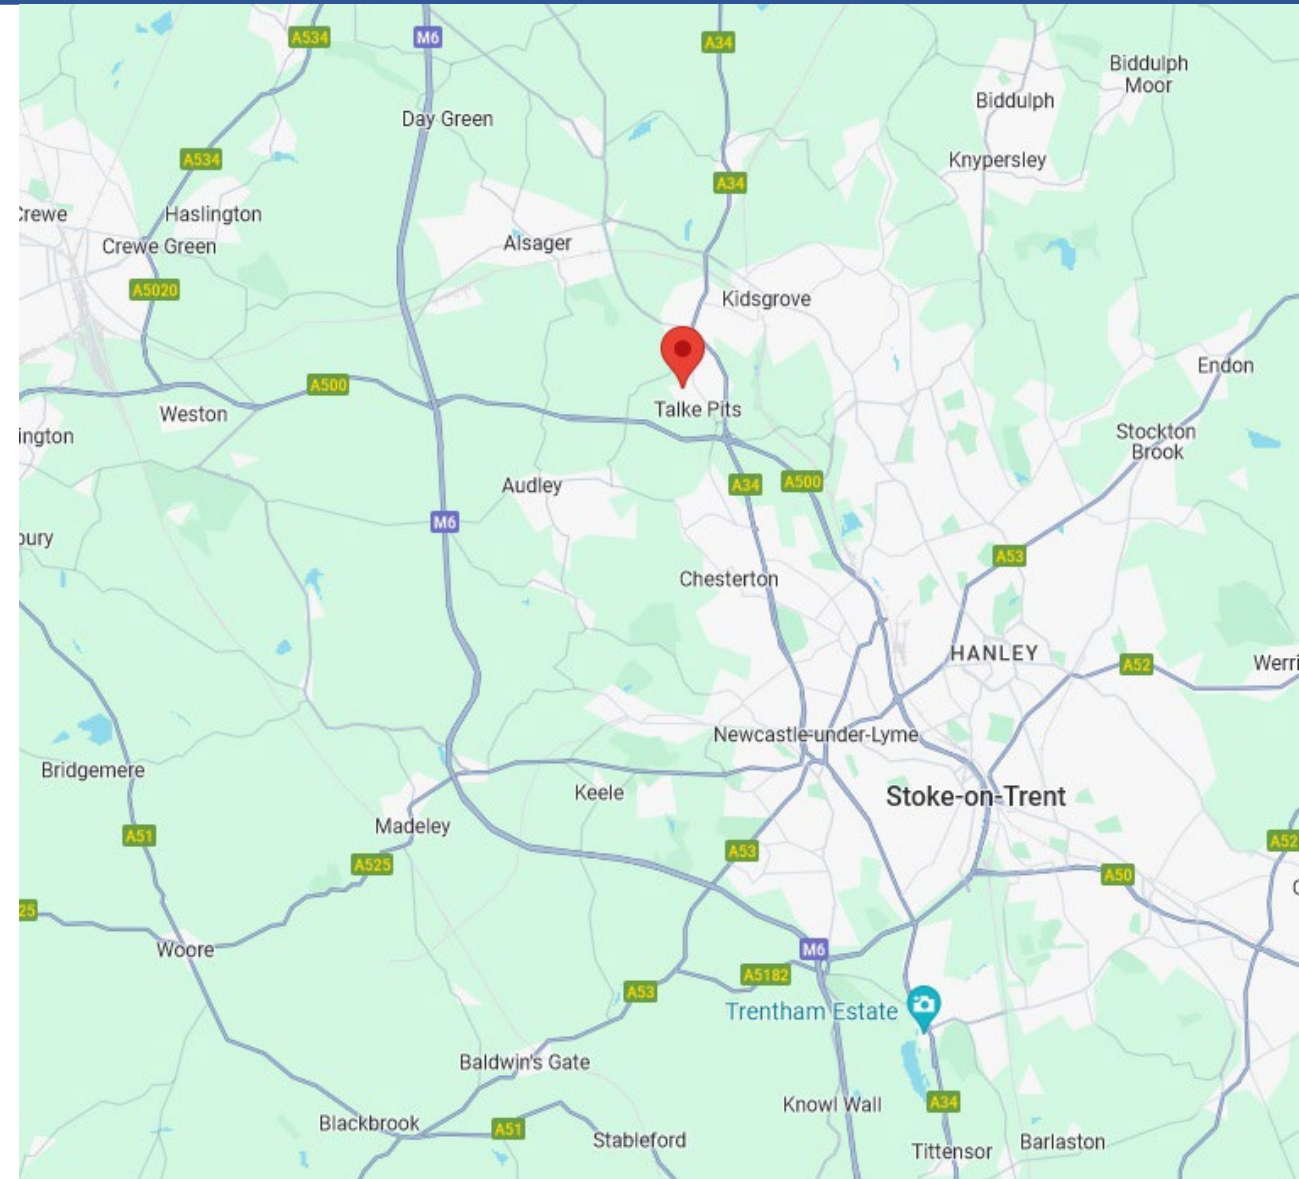 A534
M6
A34
Biddulph
Moor
Biddulph
Day Green
Knypersley
A534
A34
Crewe
Haslington
Crewe Green
Alsager
A5020
Kidsgrove
Endon
A500
Talke Pits
Weston
ington
Stockton
Brook
Audley
A34
A500
M6
bury
A53
Chesterton
HANLEY
A52
Werri
Newcastle-under-Lyme
Bridgemere
Keele
Stoke-on-Trent
Madeley
A51
A52
A53
A525
A50
25
Woore
M6
A5182
A53
Trentham Estate
Baldwin's Gate
A34
Knowl Wall
Blackbrook
A51
Stableford
Barlaston
Tittensor